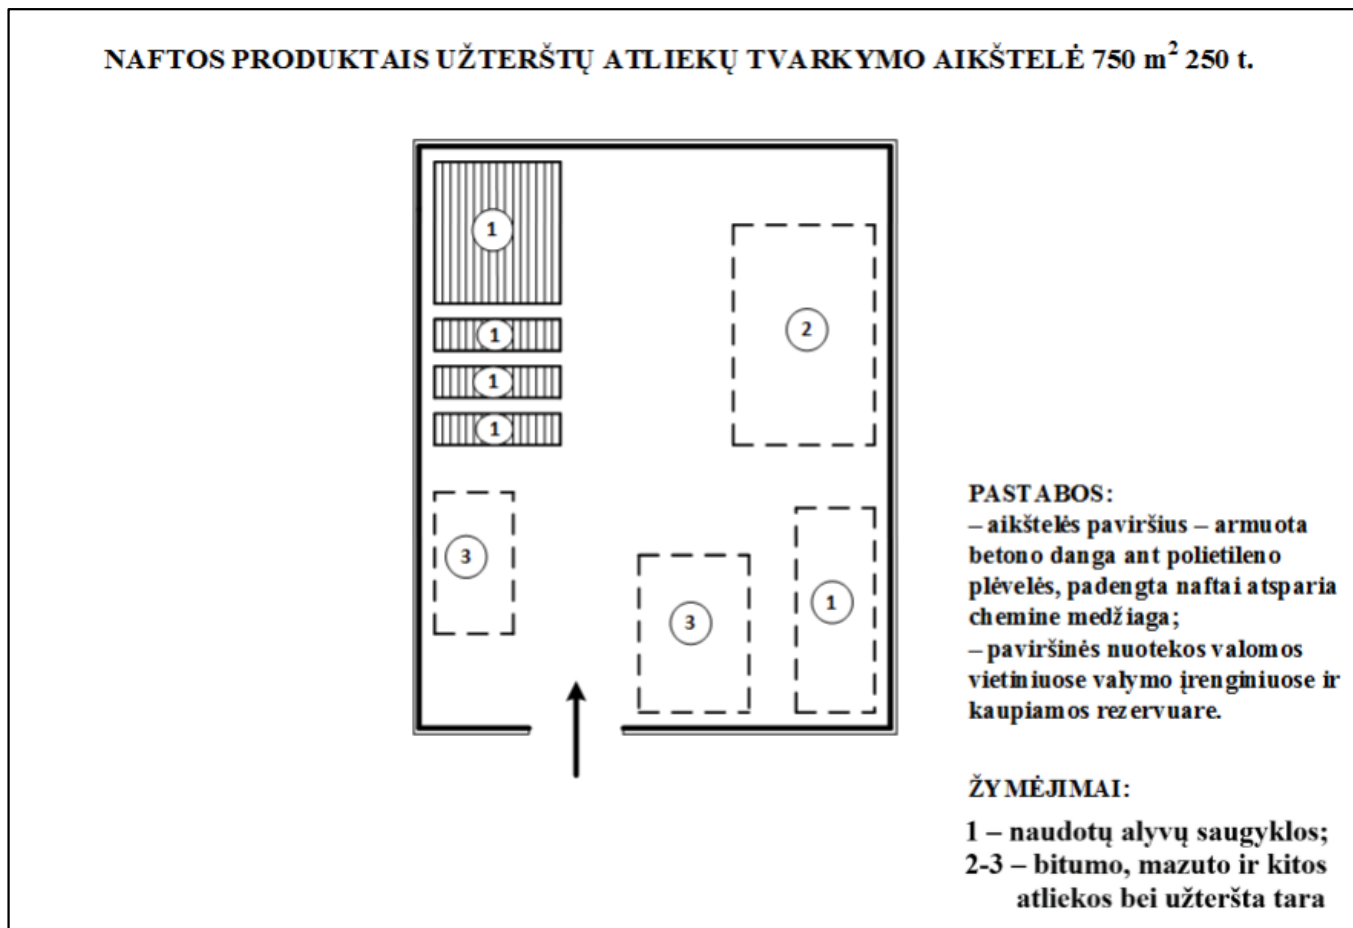 NAFTOS PRODUKTAIS UŽTERŠTŲ ATLIEKŲ TVARKYMO AIKŠTELĖ 750 m² 250 t.
1
1
1
1
2
3
3
1
PASTABOS:
– aikštelės paviršius – armuota
betono danga ant polietileno
plėvelės, padengta naftai atsparia
chemine medžiaga;
– paviršinės nuotekos valomos
vietiniuose valymo įrenginiuose ir
kaupiamos rezervuare.
ŽYMĖJIMAI:
1 – naudotų alyvų saugyklos;
2-3 – bitumo, mazuto ir kitos
atliekos bei užteršta tara